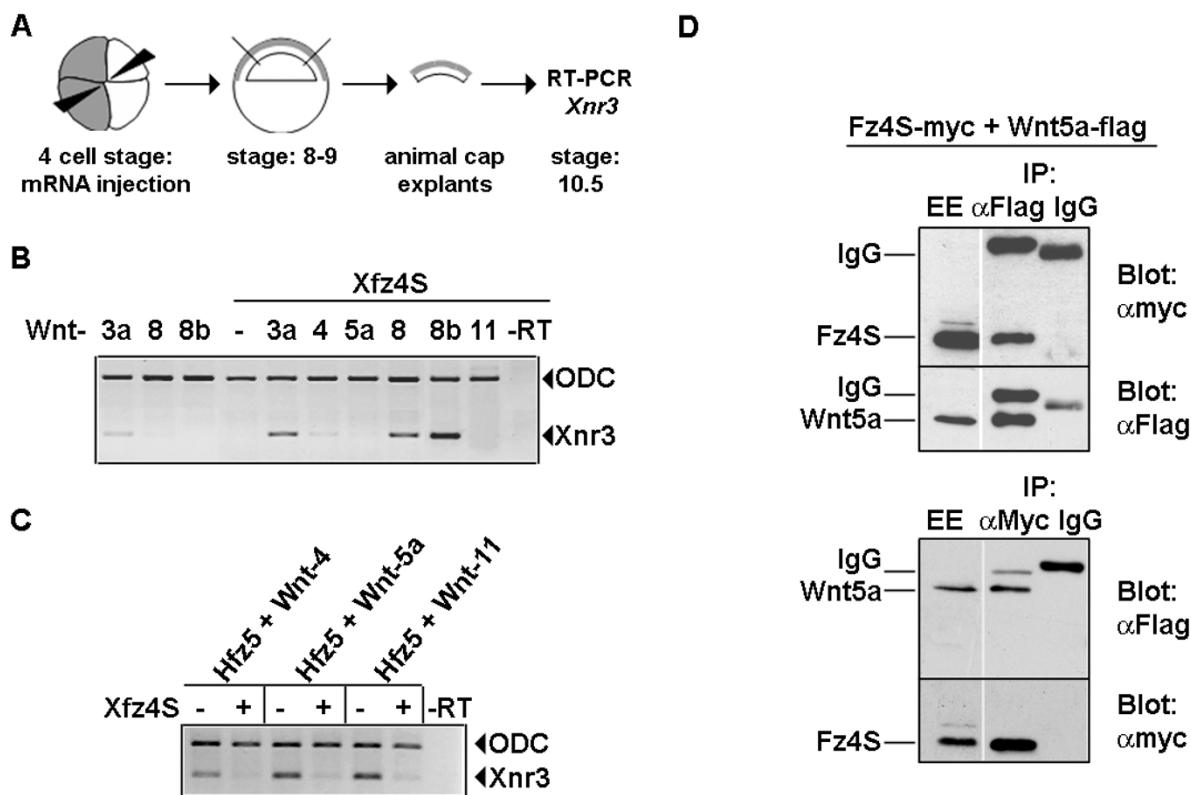 A
4 cell stage:
mRNA injection
stage: 8-9
animal cap
explants
RT-PCR
Xnr3
stage:
10.5
B
Xfz4S
Wnt- 3a 8 8b - 3a 4 5a 8 8b 11 -RT
ODC
Xnr3
C
Hfz5 + Wnt-4
Hfz5 + Wnt-5a
Hfz5 + Wnt-11
Xfz4S - + - + - + -RT
ODC
Xnr3
D
Fz4S-myc + Wnt5a-flag
IP:
EE αFlag IgG
IgG
Fz4S
Blot:
αmyc
IgG
Wnt5a
Blot:
αFlag
IP:
EE αMyc IgG
IgG
Wnt5a
Blot:
αFlag
Fz4S
Blot:
αmyc